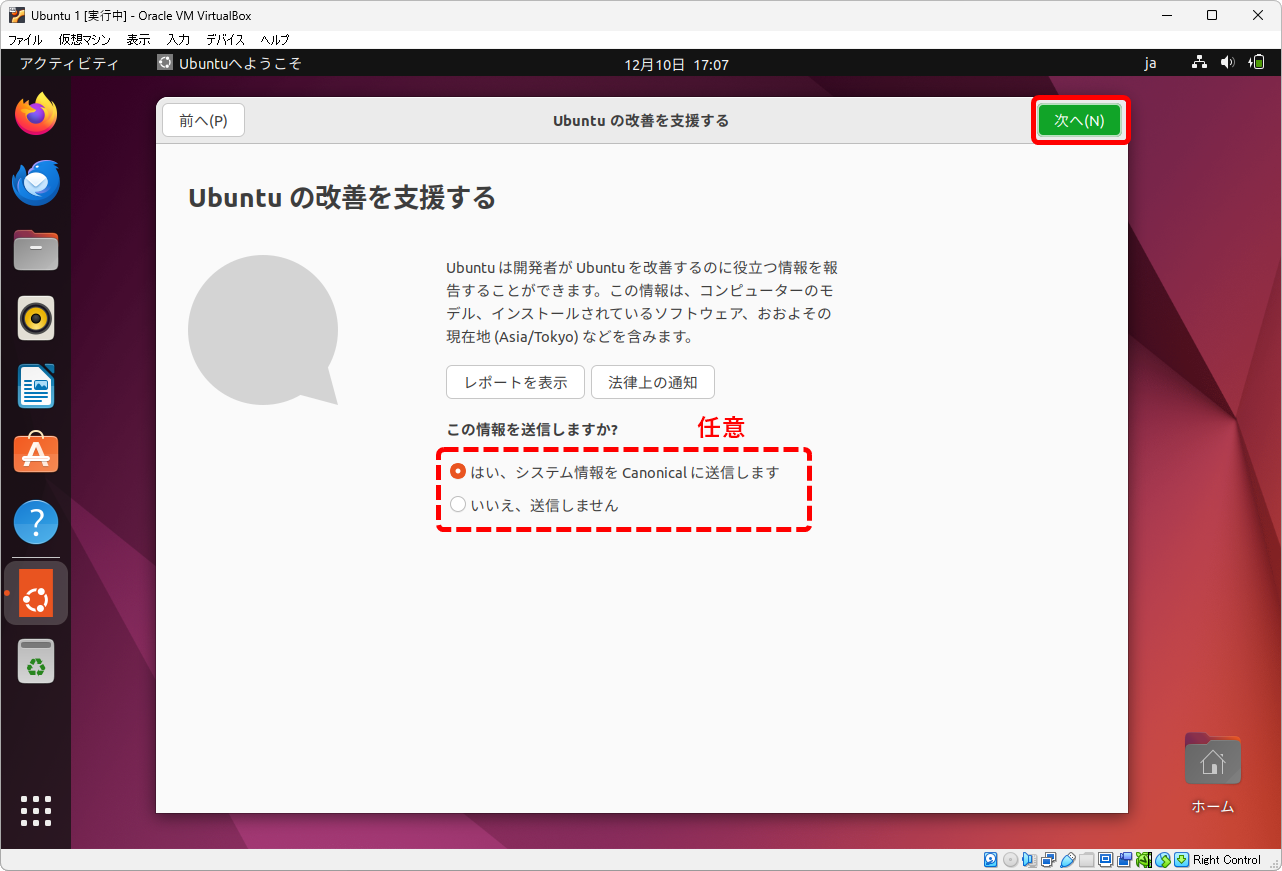 Ubuntu 1 [実行中] - Oracle VM VirtualBox
ファイル 仮想マシン 表示 入力 デバイス ヘルプ
アクティビティ Ubuntuへようこそ 12月10日 17:07 ja
前へ(P) Ubuntu の改善を支援する 次へ(N)
Ubuntu の改善を支援する
Ubuntu は開発者が Ubuntu を改善するのに役立つ情報を報
告することができます。この情報は、コンピューターのモ
デル、インストールされているソフトウェア、おおよその
現在地 (Asia/Tokyo) などを含みます。
レポートを表示 法律上の通知
この情報を送信しますか? 任意
はい、システム情報を Canonical に送信します
いいえ、送信しません
ホーム
Right Control